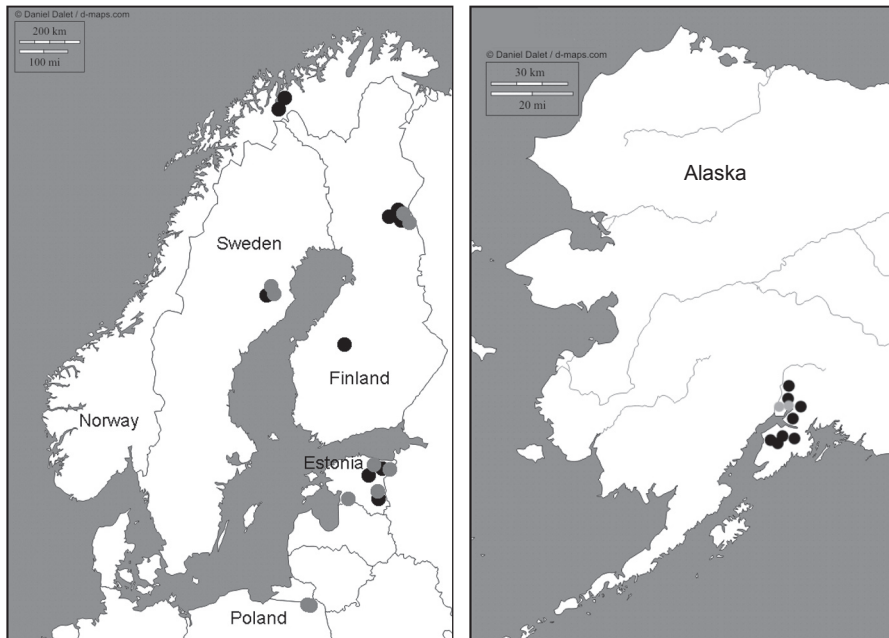 © Daniel Dalet / d-maps.com
200 km
100 mi
Sweden
Finland
Norway
Estonia
Poland
© Daniel Dalet / d-maps.com
30 km
20 mi
Alaska